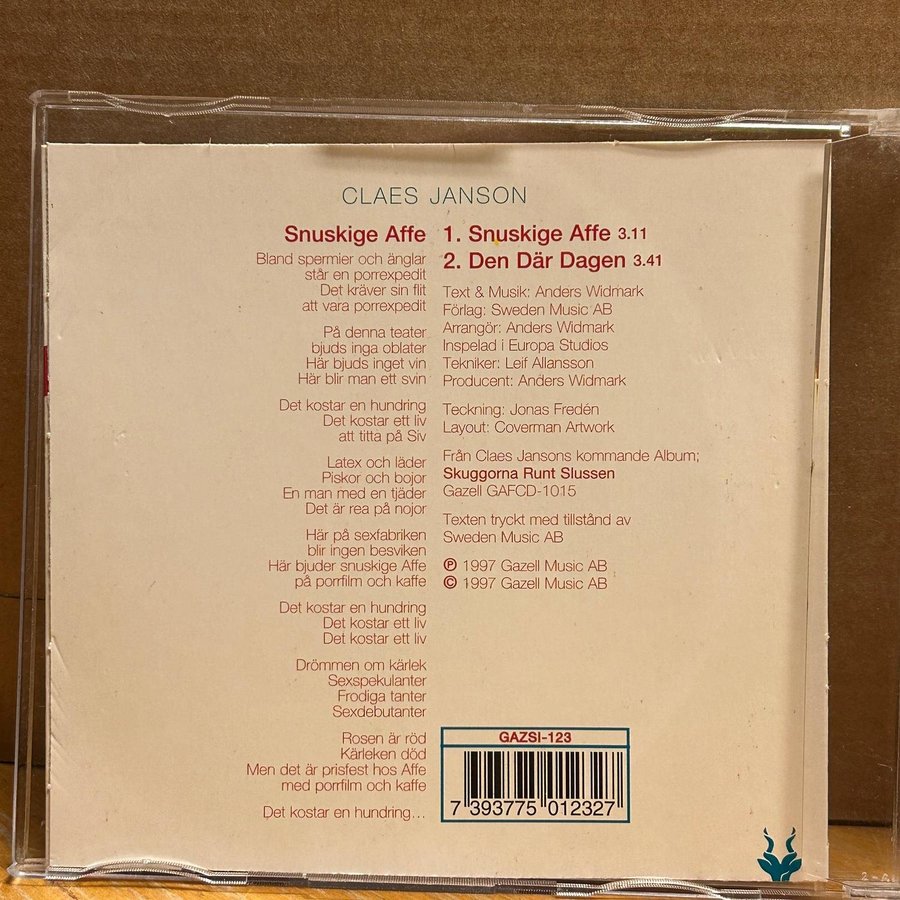 CLAES JANSON
Snuskige Affe
Bland spermier och änglar
står en porrexpedit
Det kräver sin flit
att vara porrexpedit
På denna teater
bjuds inga oblater
Här bjuds inget vin
Här blir man ett svin
Det kostar en hundring
Det kostar ett liv
att titta på Siv
Latex och läder
Piskor och bojor
En man med en tjäder
Det är rea på nojor
Här på sexfabriken
blir ingen besviken
Här bjuder snuskige Affe
på porrfilm och kaffe
Det kostar en hundring
Det kostar ett liv
Det kostar ett liv
Drömmen om kärlek
Sexspekulanter
Frodiga tanter
Sexdebutanter
Rosen är röd
Kärleken död
Men det är prisfest hos Affe
med porrfilm och kaffe
Det kostar en hundring...
1. Snuskige Affe 3.11
2. Den Där Dagen 3.41
Text & Musik: Anders Widmark
Förlag: Sweden Music AB
Arrangör: Anders Widmark
Inspelad i Europa Studios
Tekniker: Leif Allansson
Producent: Anders Widmark
Teckning: Jonas Fredén
Layout: Coverman Artwork
Från Claes Jansons kommande Album;
Skuggorna Runt Slussen
Gazell GAFCD-1015
Texten tryckt med tillstånd av
Sweden Music AB
℗ 1997 Gazell Music AB
© 1997 Gazell Music AB
GAZSI-123
7 393775 012327